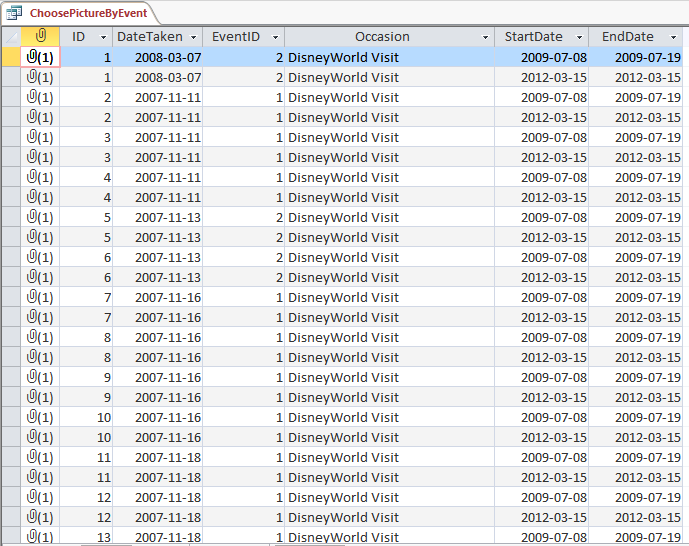 ChoosePictureByEvent
ID DateTaken EventID Occasion StartDate EndDate
(1) 1 2008-03-07 2 DisneyWorld Visit 2009-07-08 2009-07-19
(1) 1 2008-03-07 2 DisneyWorld Visit 2012-03-15 2012-03-15
(1) 2 2007-11-11 1 DisneyWorld Visit 2009-07-08 2009-07-19
(1) 2 2007-11-11 1 DisneyWorld Visit 2012-03-15 2012-03-15
(1) 3 2007-11-11 1 DisneyWorld Visit 2009-07-08 2009-07-19
(1) 3 2007-11-11 1 DisneyWorld Visit 2012-03-15 2012-03-15
(1) 4 2007-11-11 1 DisneyWorld Visit 2009-07-08 2009-07-19
(1) 4 2007-11-11 1 DisneyWorld Visit 2012-03-15 2012-03-15
(1) 5 2007-11-13 2 DisneyWorld Visit 2009-07-08 2009-07-19
(1) 5 2007-11-13 2 DisneyWorld Visit 2012-03-15 2012-03-15
(1) 6 2007-11-13 2 DisneyWorld Visit 2009-07-08 2009-07-19
(1) 6 2007-11-13 2 DisneyWorld Visit 2012-03-15 2012-03-15
(1) 7 2007-11-16 1 DisneyWorld Visit 2009-07-08 2009-07-19
(1) 7 2007-11-16 1 DisneyWorld Visit 2012-03-15 2012-03-15
(1) 8 2007-11-16 1 DisneyWorld Visit 2009-07-08 2009-07-19
(1) 8 2007-11-16 1 DisneyWorld Visit 2012-03-15 2012-03-15
(1) 9 2007-11-16 1 DisneyWorld Visit 2009-07-08 2009-07-19
(1) 9 2007-11-16 1 DisneyWorld Visit 2012-03-15 2012-03-15
(1) 10 2007-11-16 1 DisneyWorld Visit 2009-07-08 2009-07-19
(1) 10 2007-11-16 1 DisneyWorld Visit 2012-03-15 2012-03-15
(1) 11 2007-11-18 1 DisneyWorld Visit 2009-07-08 2009-07-19
(1) 11 2007-11-18 1 DisneyWorld Visit 2012-03-15 2012-03-15
(1) 12 2007-11-18 1 DisneyWorld Visit 2009-07-08 2009-07-19
(1) 12 2007-11-18 1 DisneyWorld Visit 2012-03-15 2012-03-15
(1) 13 2007-11-18 1 DisneyWorld Visit 2009-07-08 2009-07-19